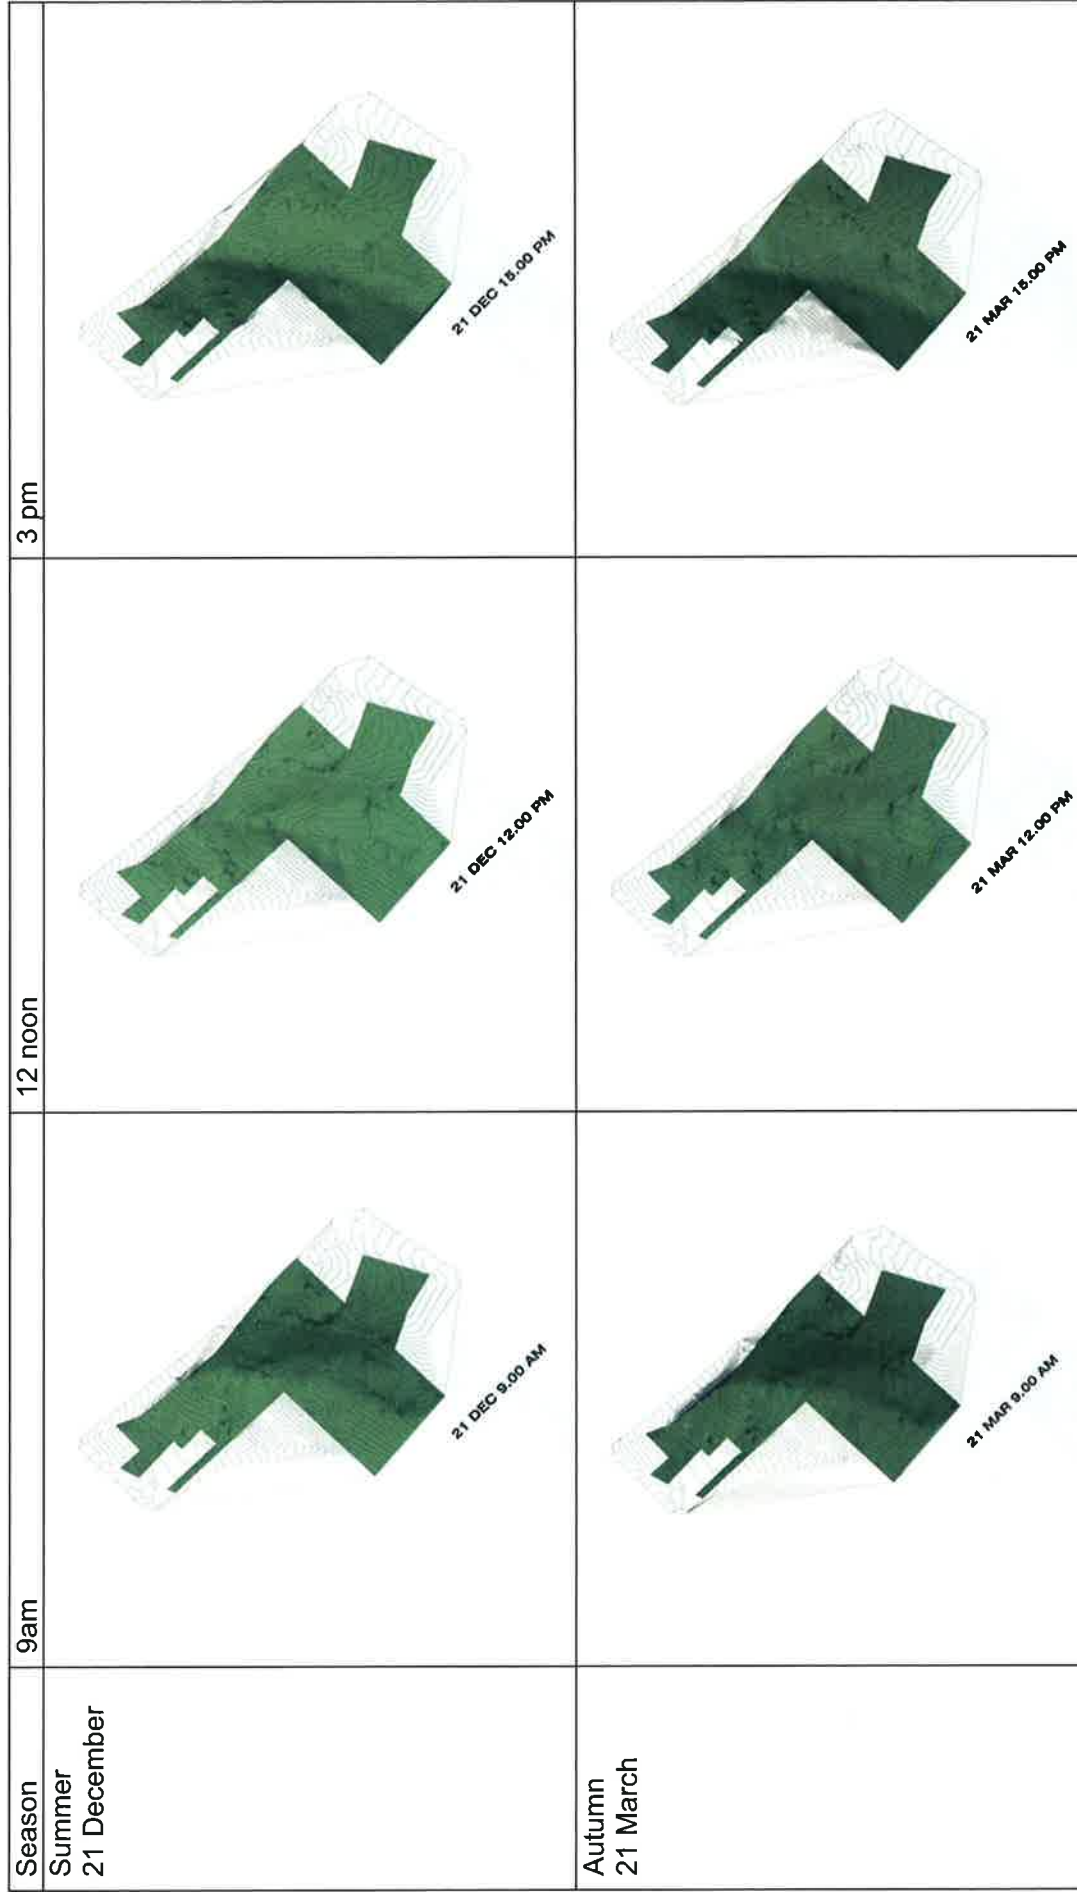 Season
9am
12 noon
3 pm
Summer
21 December
21 DEC 9.00 AM
21 DEC 12.00 PM
21 DEC 15.00 PM
Autumn
21 March
21 MAR 9.00 AM
21 MAR 12.00 PM
21 MAR 15.00 PM